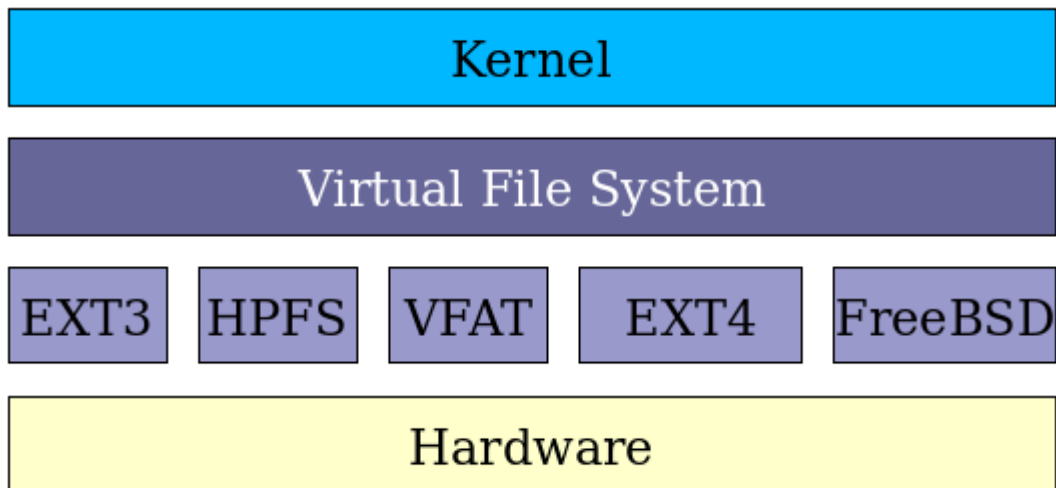 Kernel
Virtual File System
EXT3 HPFS VFAT EXT4 FreeBSD
Hardware